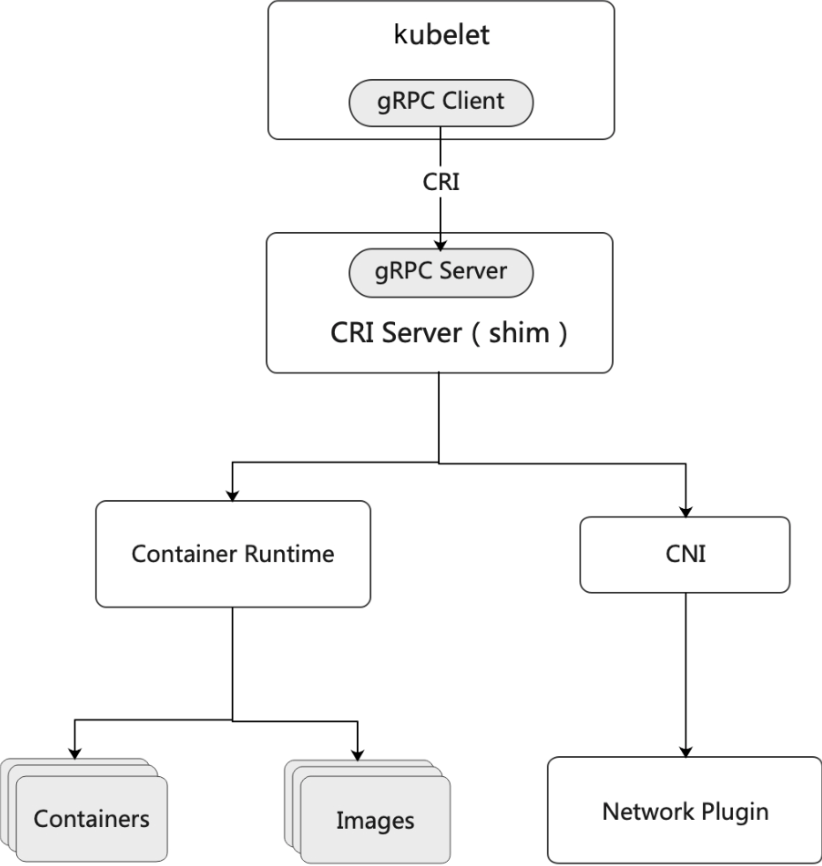 kubelet
gRPC Client
CRI
gRPC Server
CRI Server ( shim )
Container Runtime
CNI
Containers
Images
Network Plugin